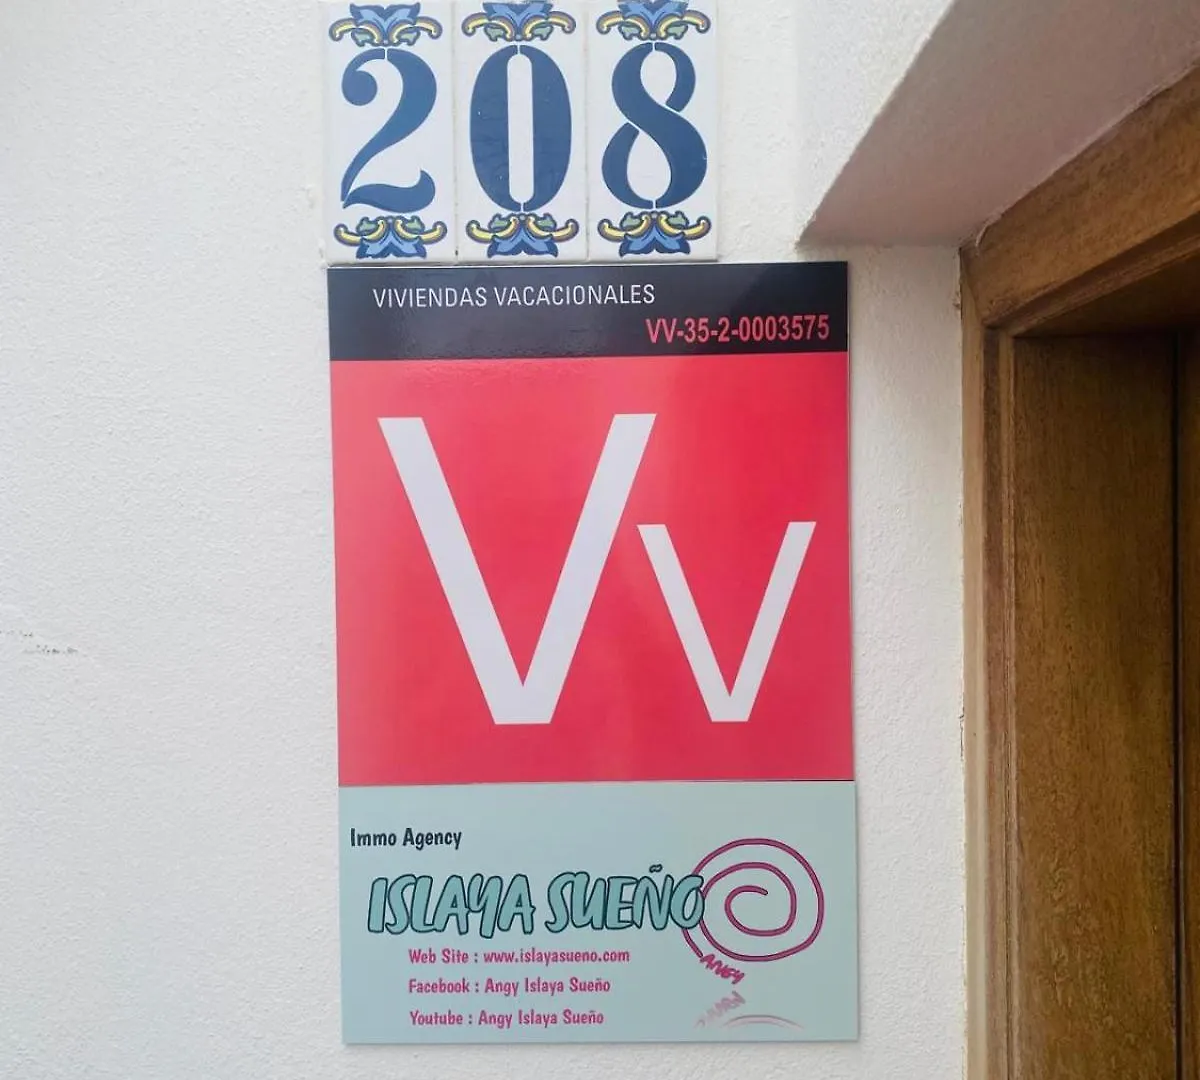 208
VIVIENDAS VACACIONALES
VV-35-2-0003575
Vv
Immo Agency
ISLAYA SUEÑO
ANGY
Web Site : www.islayasueno.com
Facebook : Angy Islaya Sueño
Youtube : Angy Islaya Sueño